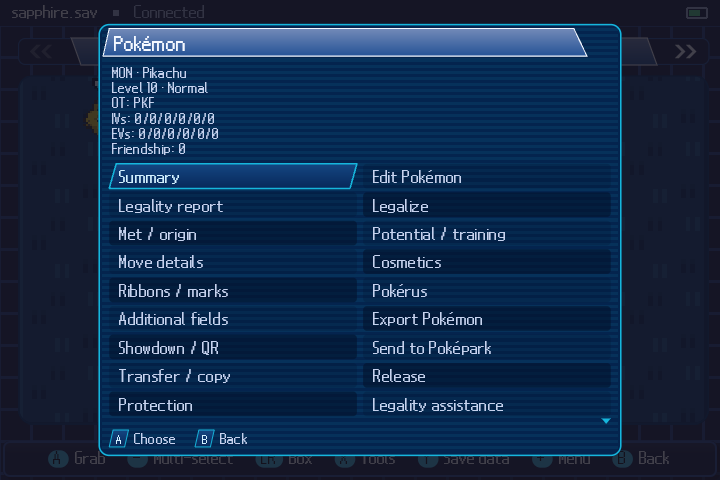 sapphire.sav ■ Connected
Pokémon
MON · Pikachu
Level 10 · Normal
OT: PKF
IVs: 0/0/0/0/0/0
EVs: 0/0/0/0/0/0
Friendship: 0
Summary
Edit Pokémon
Legality report
Legalize
Met / origin
Potential / training
Move details
Cosmetics
Ribbons / marks
Pokérus
Additional fields
Export Pokémon
Showdown / QR
Send to Poképark
Transfer / copy
Release
Protection
Legality assistance
A Choose B Back
A Grab Multi-select Box X Tools Save data Menu B Back